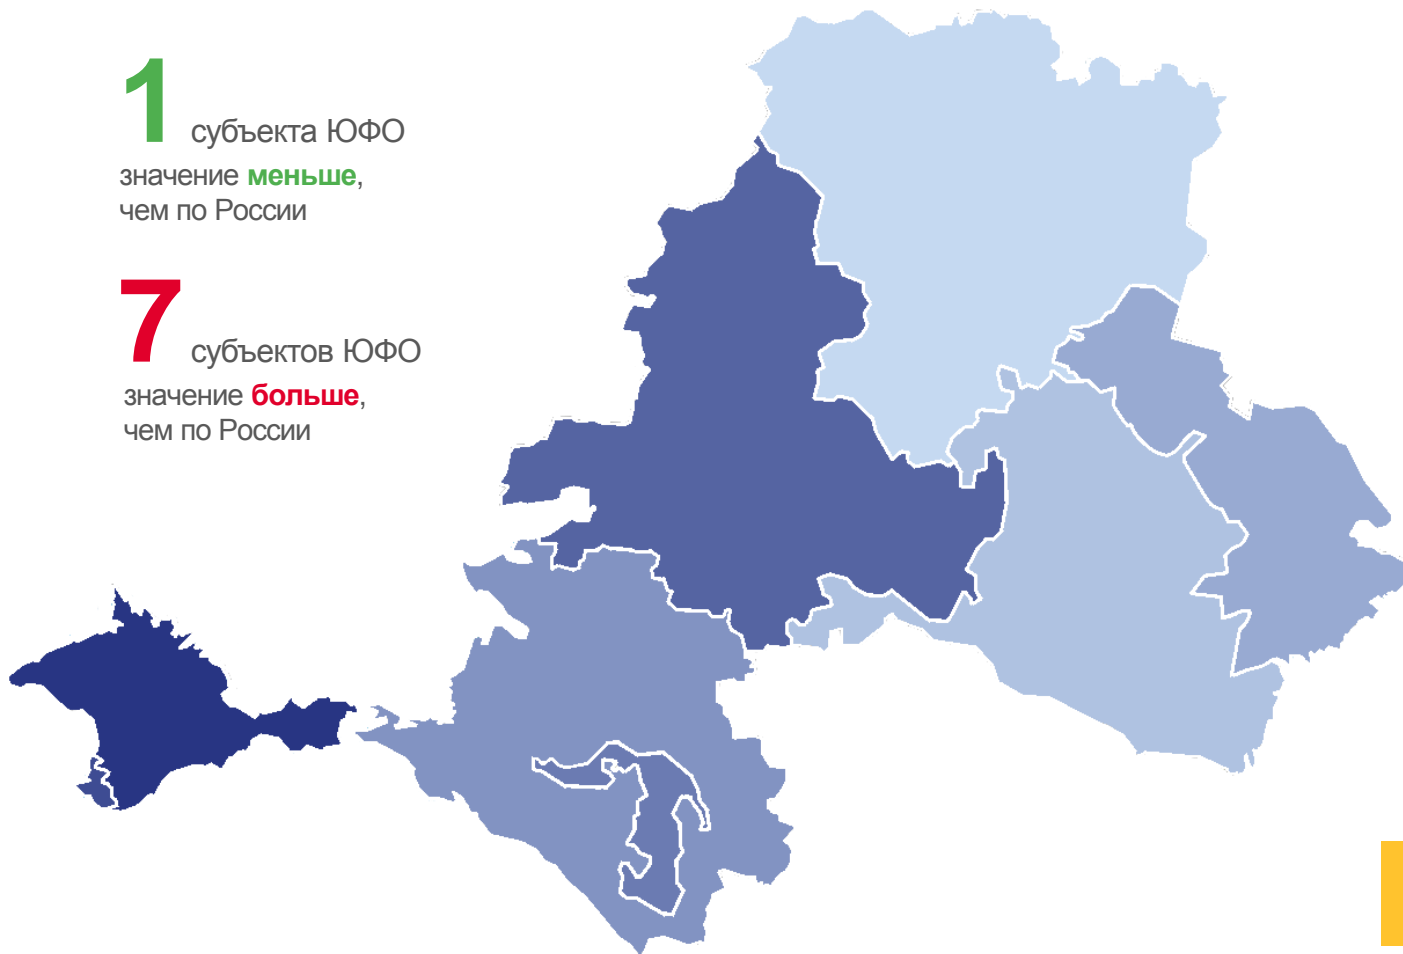 1 субъекта ЮФО
значение меньше,
чем по России
7 субъектов ЮФО
значение больше,
чем по России